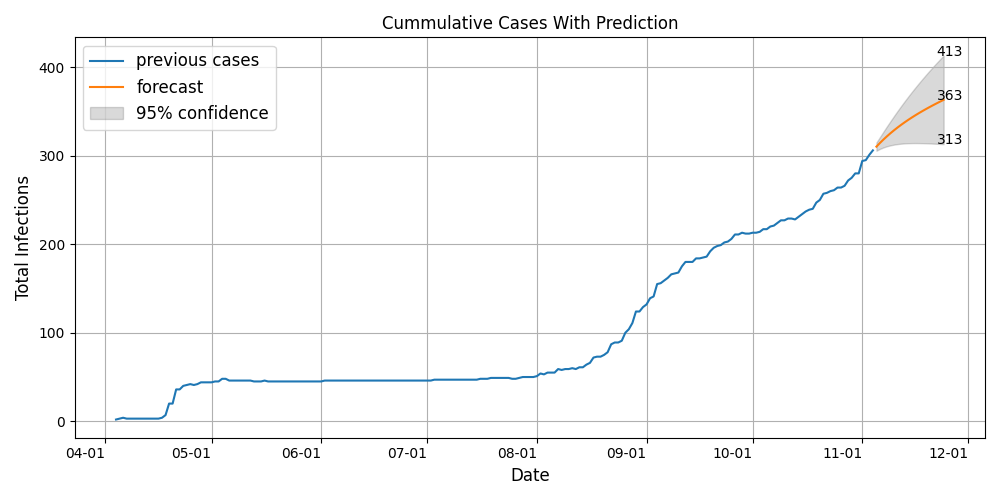 Cummulative Cases With Prediction
previous cases
forecast
95% confidence
413
363
313
400
300
200
100
0
Total Infections
04-01 05-01 06-01 07-01 08-01 09-01 10-01 11-01 12-01
Date